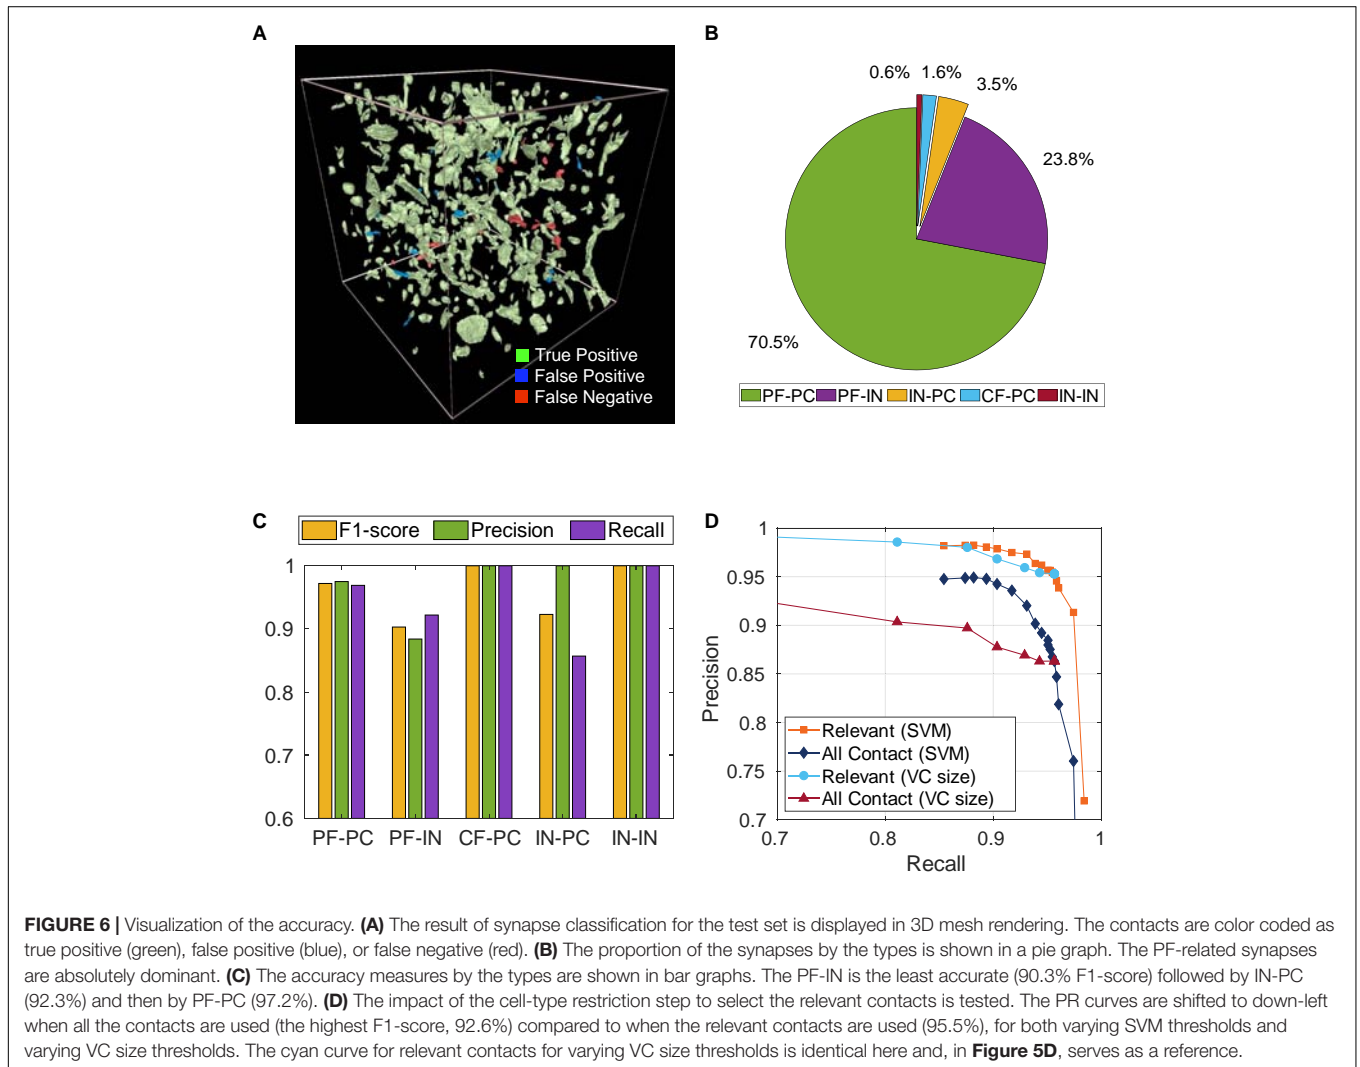 A
True Positive
False Positive
False Negative
B
0.6%
1.6%
3.5%
23.8%
70.5%
PF-PC PF-IN IN-PC CF-PC IN-IN
C
F1-score Precision Recall
1
0.9
0.8
0.7
0.6
PF-PC PF-IN CF-PC IN-PC IN-IN
D
1
0.95
0.9
0.85
0.8
0.75
0.7
Precision
Relevant (SVM)
All Contact (SVM)
Relevant (VC size)
All Contact (VC size)
0.7 0.8 0.9 1
Recall
FIGURE 6 | Visualization of the accuracy. (A) The result of synapse classification for the test set is displayed in 3D mesh rendering. The contacts are color coded as
true positive (green), false positive (blue), or false negative (red). (B) The proportion of the synapses by the types is shown in a pie graph. The PF-related synapses
are absolutely dominant. (C) The accuracy measures by the types are shown in bar graphs. The PF-IN is the least accurate (90.3% F1-score) followed by IN-PC
(92.3%) and then by PF-PC (97.2%). (D) The impact of the cell-type restriction step to select the relevant contacts is tested. The PR curves are shifted to down-left
when all the contacts are used (the highest F1-score, 92.6%) compared to when the relevant contacts are used (95.5%), for both varying SVM thresholds and
varying VC size thresholds. The cyan curve for relevant contacts for varying VC size thresholds is identical here and, in Figure 5D, serves as a reference.